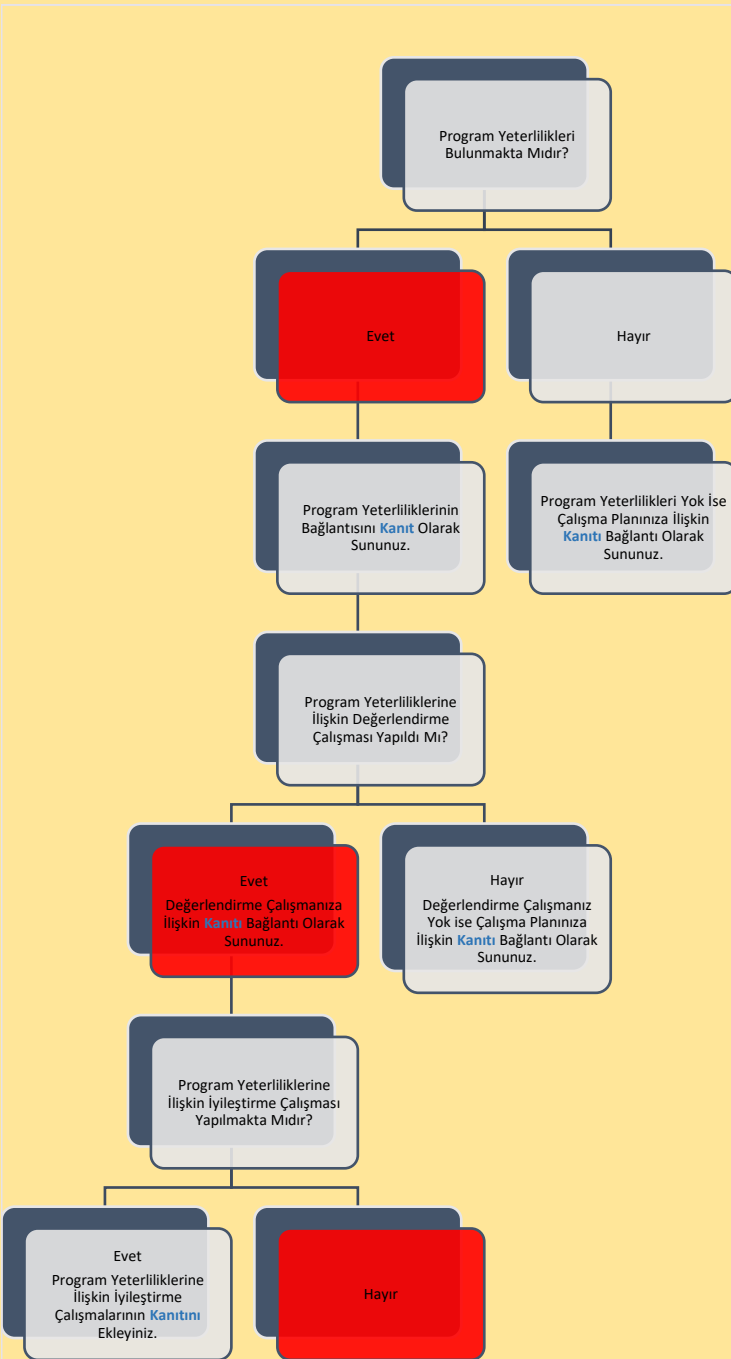 Program Yeterlilikleri
Bulunmakta Mıdır?
Evet
Hayır
Program Yeterliliklerinin
Bağlantısını Kanıt Olarak
Sununuz.
Program Yeterlilikleri Yok İse
Çalışma Planınıza İlişkin
Kanıtı Bağlantı Olarak
Sununuz.
Program Yeterliliklerine
İlişkin Değerlendirme
Çalışması Yapıldı Mı?
Evet
Değerlendirme Çalışmanıza
İlişkin Kanıtı Bağlantı Olarak
Sununuz.
Hayır
Değerlendirme Çalışmanız
Yok ise Çalışma Planınıza
İlişkin Kanıtı Bağlantı Olarak
Sununuz.
Program Yeterliliklerine
İlişkin İyileştirme Çalışması
Yapılmakta Mıdır?
Evet
Program Yeterliliklerine
İlişkin İyileştirme
Çalışmalarının Kanıtını
Ekleyiniz.
Hayır